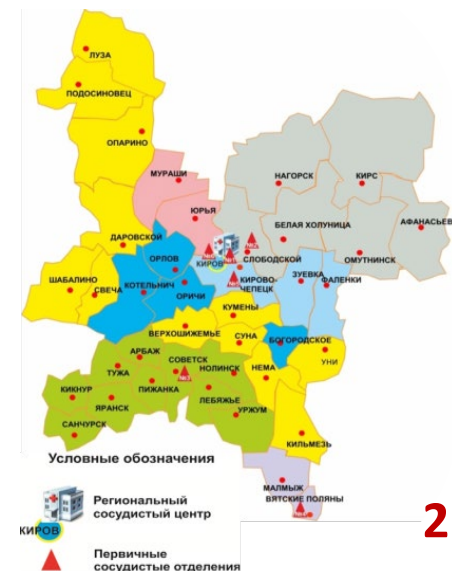 ЛУЗА
ПОДОСИНОВЕЦ
ОПАРИНО
МУРАШИ
НАГОРСК
КИРС
ЮРЬЯ
АФАНАСЬЕВ
БЕЛАЯ ХОЛУНИЦА
ДАРОВСКОЙ
ОМУТНИНСК
ОРЛОВ
КИРОВ
СЛОБОДСКОЙ
ШАБАЛИНО
СВЕЧА
КОТЕЛЬНИЧ
ОРИЧИ
КИРОВО-
ЧЕПЕЦК
ЗУЕВКА
ФАЛЕНКИ
КУМЕНЫ
ВЕРХОШИЖЕМЬЕ
СУНА
БОГОРОДСКОЕ
УНИ
АРБАЖ
СОВЕТСК
НОЛИНСК
НЕМА
ТУЖА
ПИЖАНКА
КИКНУР
ЛЕБЯЖЬЕ
ЯРАНСК
УРЖУМ
САНЧУРСК
КИЛЬМЕЗЬ
Условные обозначения
МАЛМЫЖ
ВЯТСКИЕ ПОЛЯНЫ
Региональный
сосудистый центр
КИРОВ
Первичные
сосудистые отделения
2